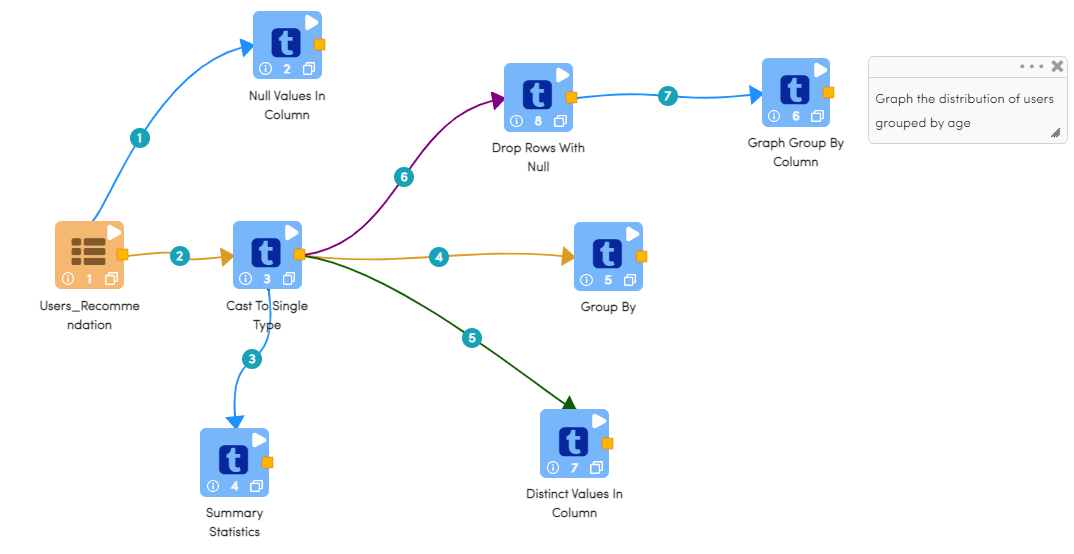 t
2
Null Values In
Column
1
t
8
Drop Rows With
Null
7
t
6
Graph Group By
Column
Graph the distribution of users
grouped by age
6
1
Users_Recomme
ndation
2
t
3
Cast To Single
Type
4
t
5
Group By
3
5
t
4
Summary
Statistics
t
7
Distinct Values In
Column